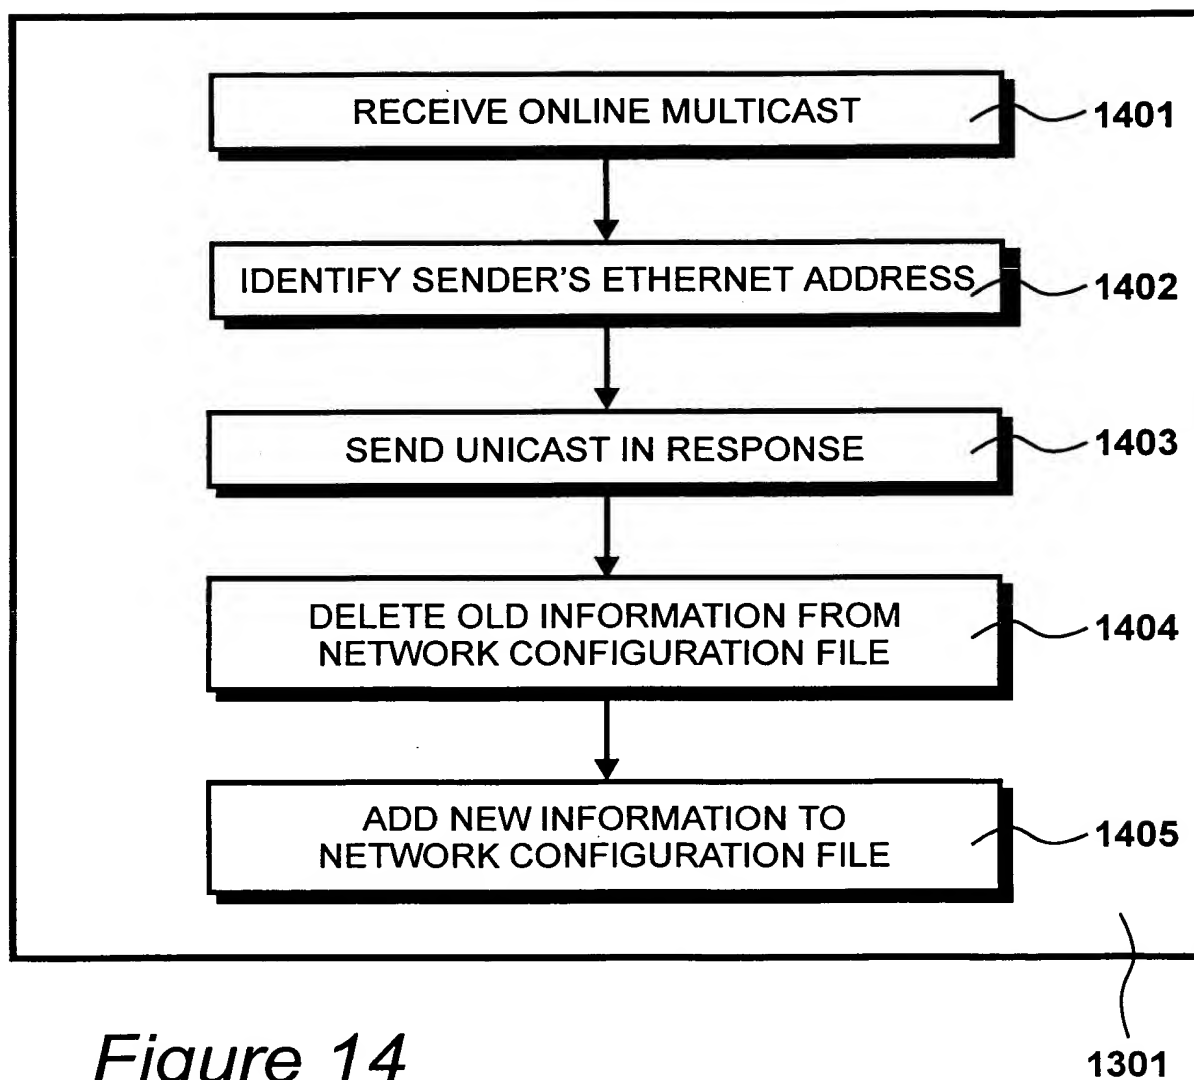 RECEIVE ONLINE MULTICAST
1401
IDENTIFY SENDER'S ETHERNET ADDRESS
1402
SEND UNICAST IN RESPONSE
1403
DELETE OLD INFORMATION FROM
NETWORK CONFIGURATION FILE
1404
ADD NEW INFORMATION TO
NETWORK CONFIGURATION FILE
1405
Figure 14
1301